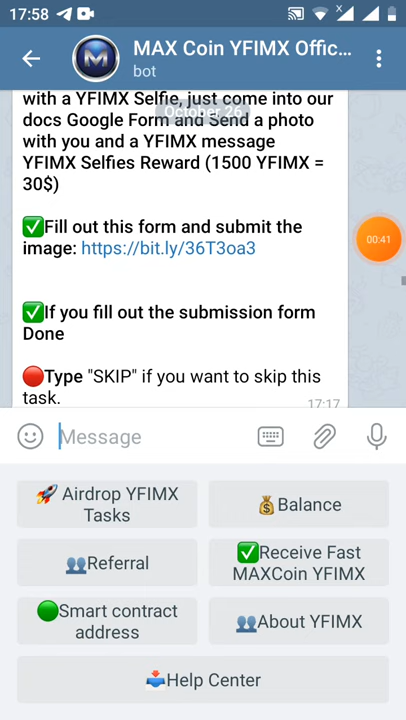 17:58
MAX Coin YFIMX Offic...
bot
with a YFIMX Selfie, just come into our
October 26
docs Google Form and Send a photo
with you and a YFIMX message
YFIMX Selfies Reward (1500 YFIMX =
30$)
00:41
✅Fill out this form and submit the
image: https://bit.ly/36T3oa3
✅If you fill out the submission form
Done
🔴Type "SKIP" if you want to skip this
task.
17:17
Message
🚀 Airdrop YFIMX
Tasks
💰Balance
👥Referral
✅Receive Fast
MAXCoin YFIMX
🟢Smart contract
address
👥About YFIMX
📥Help Center